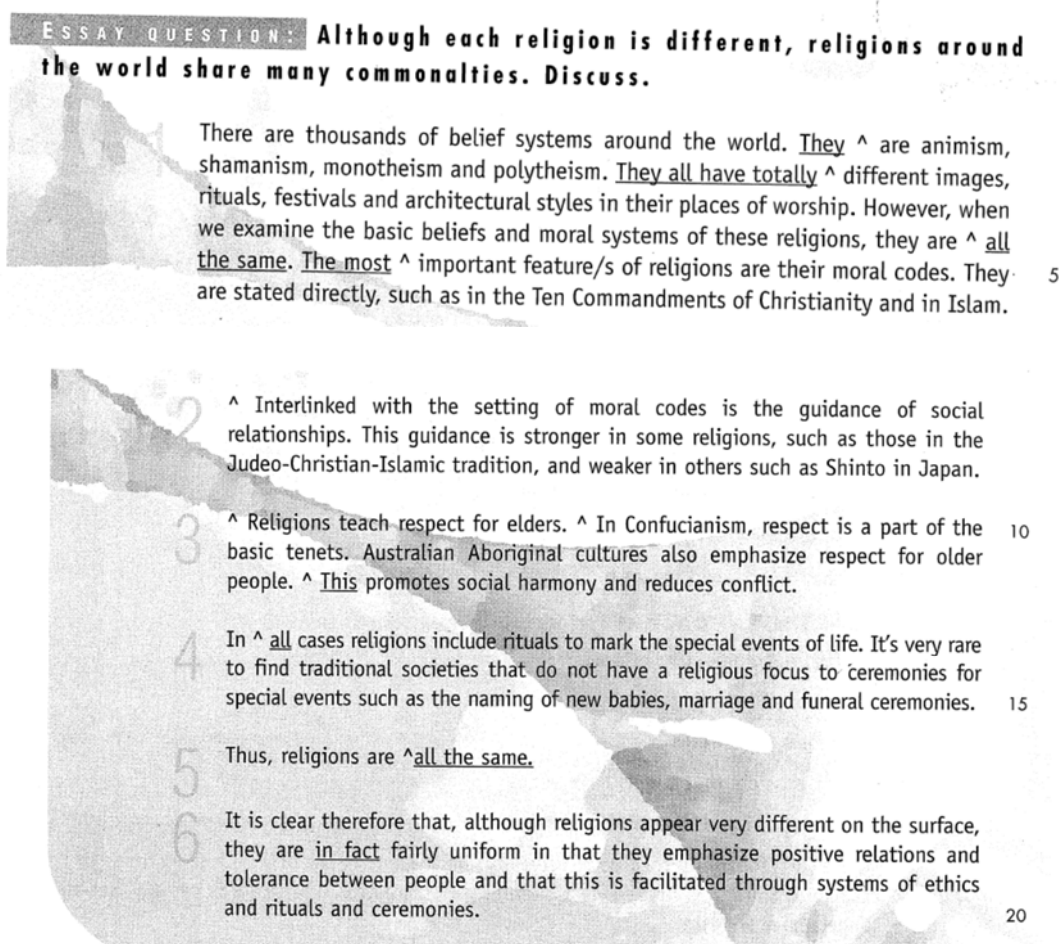 ESSAY QUESTION: Although each religion is different, religions around
the world share many commonalties. Discuss.
1
There are thousands of belief systems around the world. They ^ are animism,
shamanism, monotheism and polytheism. They all have totally ^ different images,
rituals, festivals and architectural styles in their places of worship. However, when
we examine the basic beliefs and moral systems of these religions, they are ^ all
the same. The most ^ important feature/s of religions are their moral codes. They 5
are stated directly, such as in the Ten Commandments of Christianity and in Islam.
2
^ Interlinked with the setting of moral codes is the guidance of social
relationships. This guidance is stronger in some religions, such as those in the
Judeo-Christian-Islamic tradition, and weaker in others such as Shinto in Japan.
3
^ Religions teach respect for elders. ^ In Confucianism, respect is a part of the 10
basic tenets. Australian Aboriginal cultures also emphasize respect for older
people. ^ This promotes social harmony and reduces conflict.
4
In ^ all cases religions include rituals to mark the special events of life. It's very rare
to find traditional societies that do not have a religious focus to ceremonies for
special events such as the naming of new babies, marriage and funeral ceremonies. 15
5
Thus, religions are ^all the same.
6
It is clear therefore that, although religions appear very different on the surface,
they are in fact fairly uniform in that they emphasize positive relations and
tolerance between people and that this is facilitated through systems of ethics
and rituals and ceremonies. 20